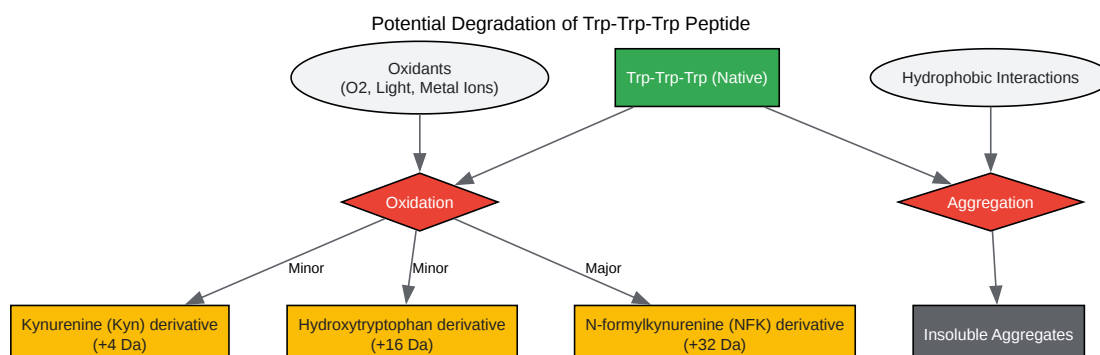 Potential Degradation of Trp-Trp-Trp Peptide
Oxidants
(O2, Light, Metal Ions)
Trp-Trp-Trp (Native)
Hydrophobic Interactions
Oxidation
Aggregation
Minor
Minor
Major
Kynurenine (Kyn) derivative
(+4 Da)
Hydroxytryptophan derivative
(+16 Da)
N-formylkynurenine (NFK) derivative
(+32 Da)
Insoluble Aggregates